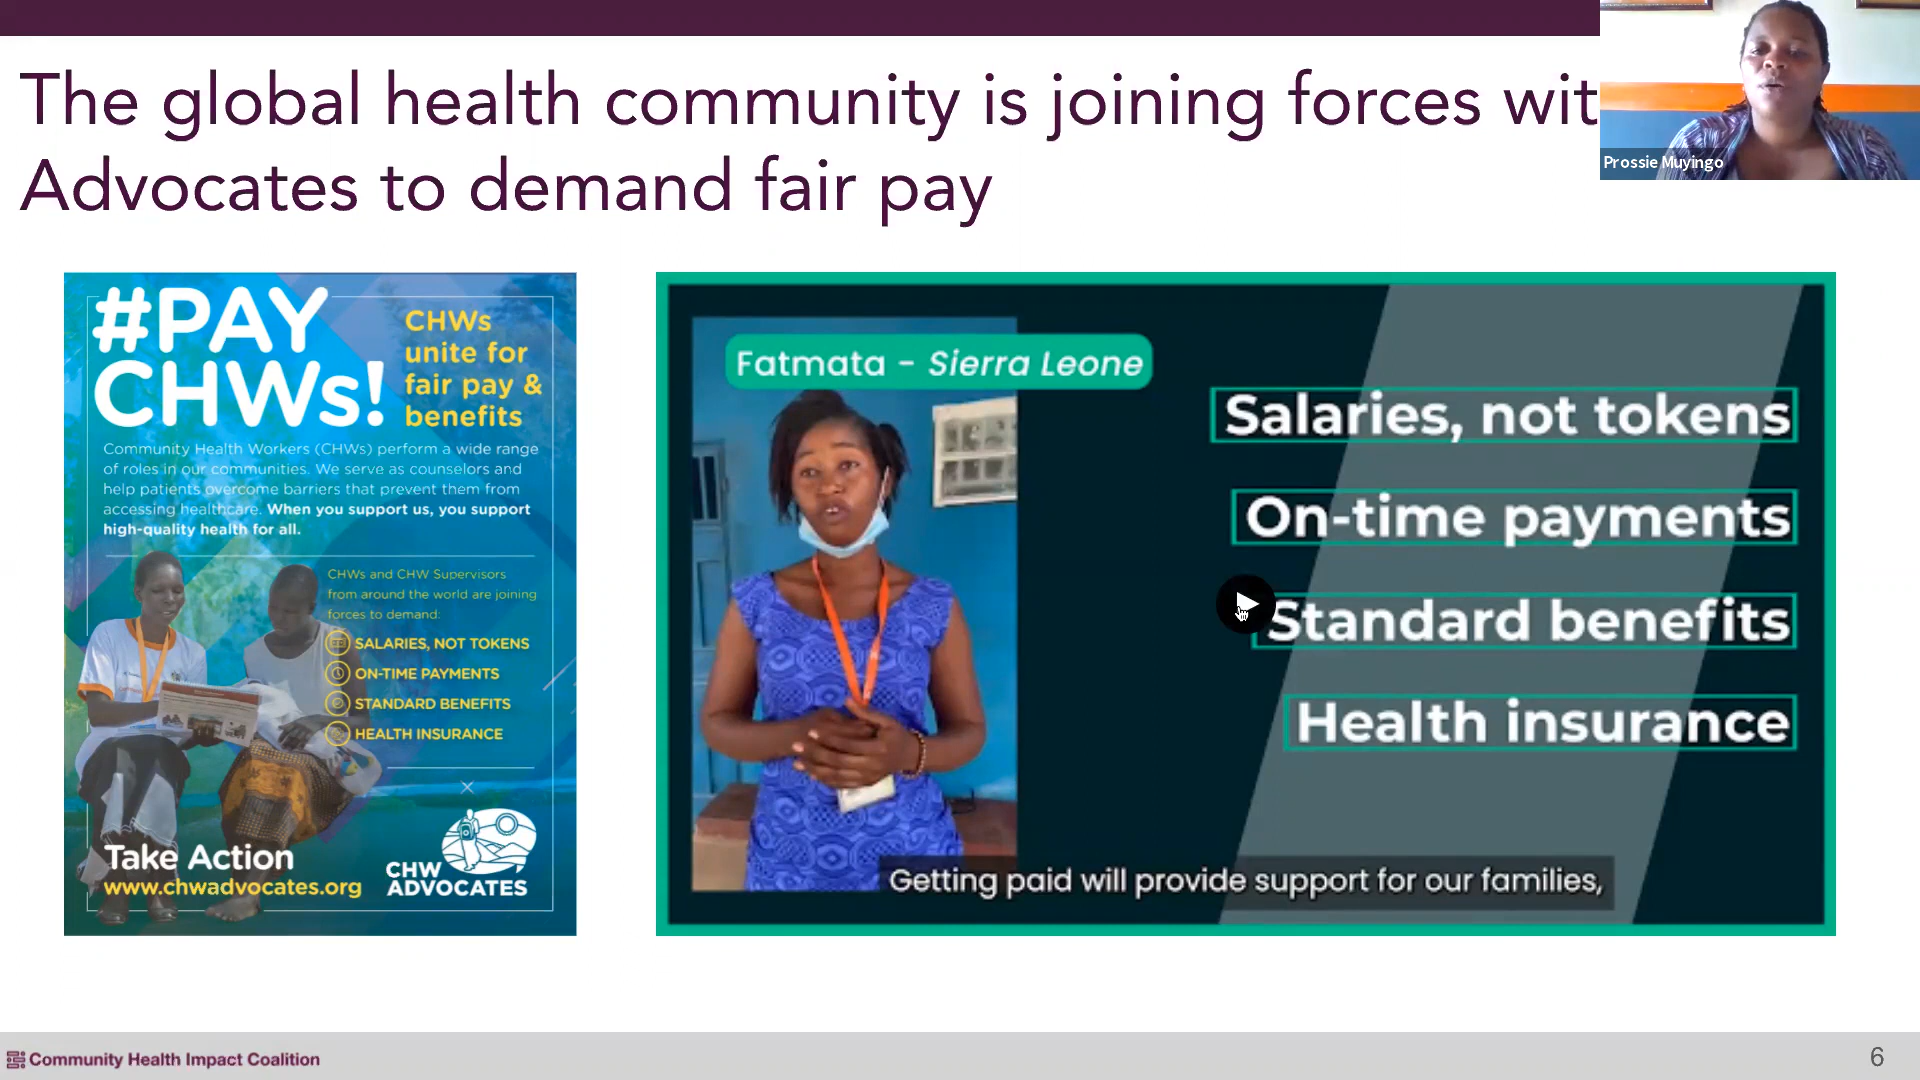 The global health community is joining forces wit
Advocates to demand fair pay
Prossie Muyingo
#PAY
CHWs!
CHWs
unite for
fair pay &
benefits
Community Health Workers (CHWs) perform a wide range
of roles in our communities. We serve as counselors and
help patients overcome barriers that prevent them from
accessing healthcare. When you support us, you support
high-quality health for all.
CHWs and CHW Supervisors
from around the world are joining
forces to demand:
SALARIES, NOT TOKENS
ON-TIME PAYMENTS
STANDARD BENEFITS
HEALTH INSURANCE
Take Action
www.chwadvocates.org
CHW
ADVOCATES
Fatmata - Sierra Leone
Salaries, not tokens
On-time payments
Standard benefits
Health insurance
Getting paid will provide support for our families,
Community Health Impact Coalition
6